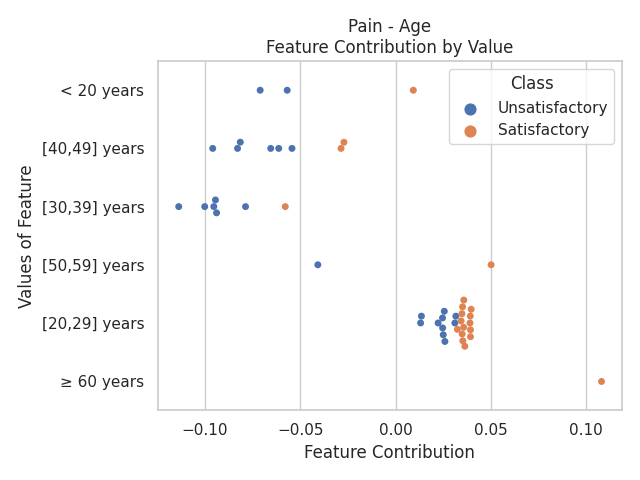 Pain - Age
Feature Contribution by Value
Class
Unsatisfactory
Satisfactory
Values of Feature
< 20 years
[40,49] years
[30,39] years
[50,59] years
[20,29] years
≥ 60 years
−0.10 −0.05 0.00 0.05 0.10
Feature Contribution